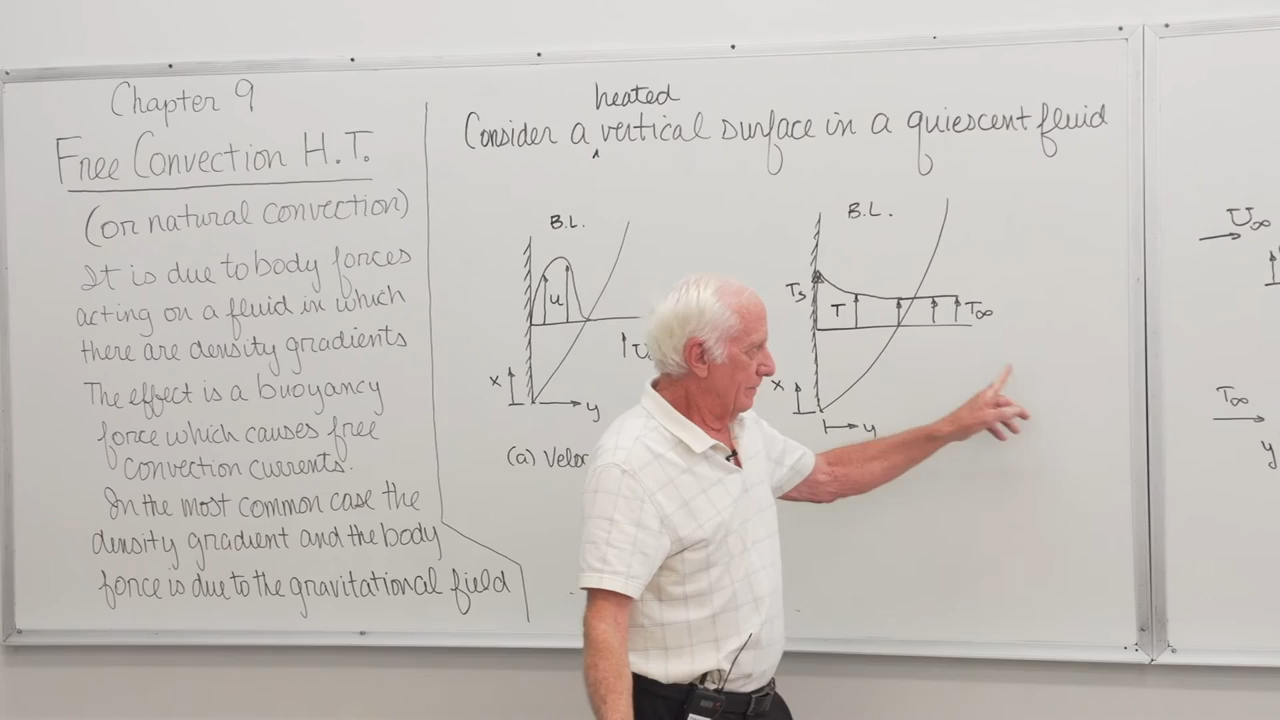 Chapter 9
Free Convection H.T.
(or natural convection)
It is due to body forces
acting on a fluid in which
there are density gradients
The effect is a buoyancy
force which causes free
convection currents.
In the most common case the
density gradient and the body
force is due to the gravitational field
heated
Consider a ‸ vertical surface in a quiescent fluid
B.L.
u
x
y
(a)
B.L.
Ts
T
T∞
x
y
U∞
T∞
y